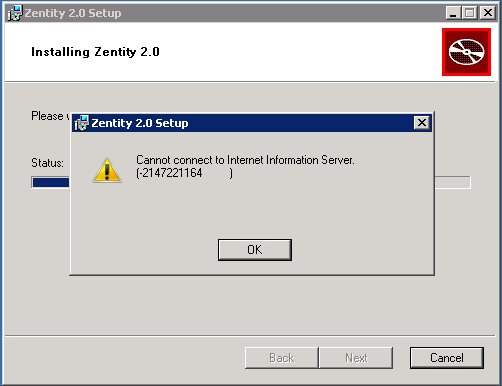 Zentity 2.0 Setup
Installing Zentity 2.0
Please
Zentity 2.0 Setup
Cannot connect to Internet Information Server.
(-2147221164 )
Status:
OK
Back Next Cancel